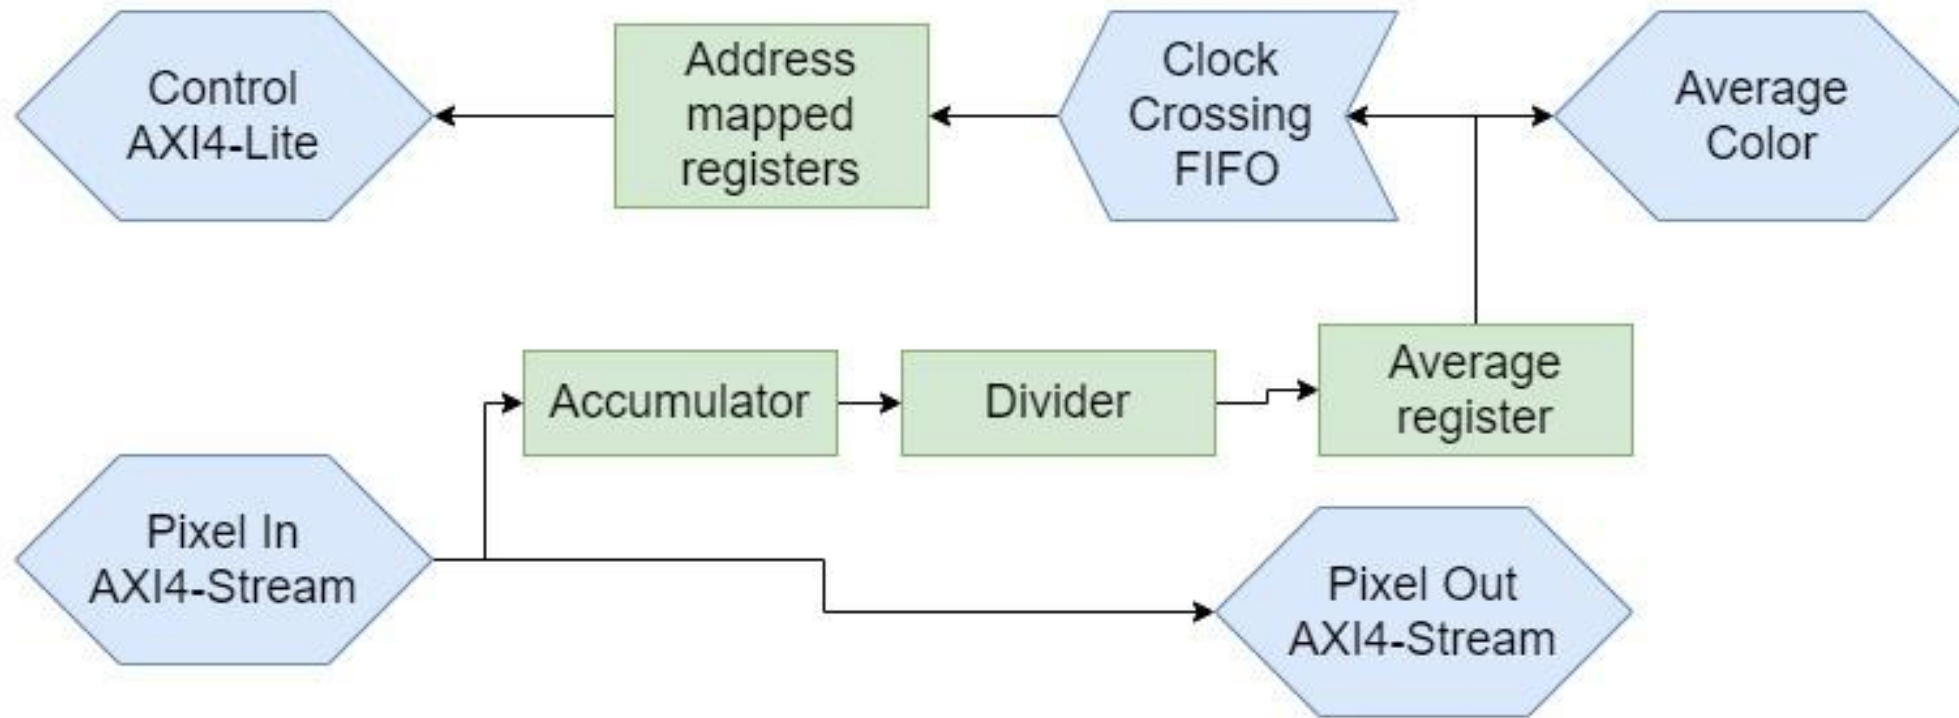 Control
AXI4-Lite
Address
mapped
registers
Clock
Crossing
FIFO
Average
Color
Accumulator
Divider
Average
register
Pixel In
AXI4-Stream
Pixel Out
AXI4-Stream